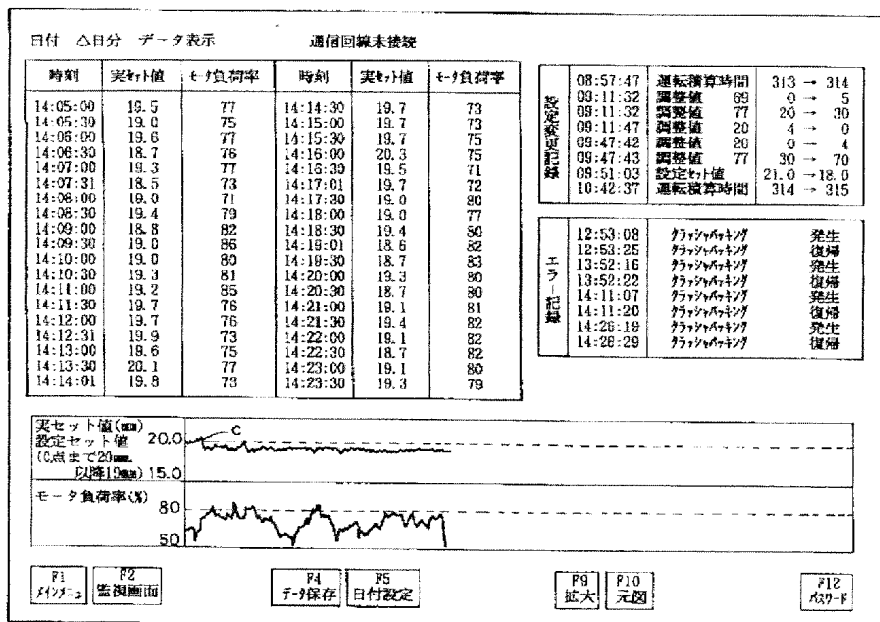 日付 △日分 データ表示 通信回線未接続
時刻 実セット値 モータ負荷率 時刻 実セット値 モータ負荷率
14:05:00 19.5 77 14:14:30 19.7 73
14:05:30 19.0 75 14:15:00 19.7 73
14:06:00 19.6 77 14:15:30 19.7 75
14:06:30 18.7 76 14:16:00 20.3 75
14:07:00 19.3 77 14:16:30 19.5 71
14:07:31 18.5 73 14:17:01 19.7 72
14:08:00 19.0 71 14:17:30 19.0 80
14:08:30 19.4 79 14:18:00 19.0 77
14:09:00 18.8 82 14:18:30 19.4 80
14:09:30 19.0 86 14:19:01 18.6 82
14:10:00 19.0 80 14:19:30 18.7 83
14:10:30 19.3 81 14:20:00 19.3 80
14:11:00 19.2 85 14:20:30 18.7 80
14:11:30 19.7 76 14:21:00 19.1 81
14:12:00 19.7 76 14:21:30 19.4 82
14:12:31 19.9 73 14:22:00 19.1 82
14:13:00 19.6 75 14:22:30 18.7 82
14:13:30 20.1 77 14:23:00 19.1 80
14:14:01 19.8 73 14:23:30 19.3 79
設定変更記録
08:57:47 運転積算時間 313 → 314
09:11:32 調整値 69 0 → 5
09:11:32 調整値 77 20 → 30
09:11:47 調整値 20 4 → 0
09:47:42 調整値 20 0 → 4
09:47:43 調整値 77 30 → 70
09:51:03 設定セット値 21.0 → 18.0
10:42:37 運転積算時間 314 → 315
エラー記録
12:53:08 クラッシャパッキング 発生
12:53:25 クラッシャパッキング 復帰
13:52:16 クラッシャパッキング 発生
13:52:22 クラッシャパッキング 復帰
14:11:07 クラッシャパッキング 発生
14:11:20 クラッシャパッキング 復帰
14:26:19 クラッシャパッキング 発生
14:26:29 クラッシャパッキング 復帰
実セット値(mm)
設定セット値 20.0 C
(C点まで20mm
以降19mm) 15.0
モータ負荷率(%)
80
50
F1 メインメニュ
F2 監視画面
F4 データ保存
F5 日付設定
F9 拡大
F10 元図
F12 パスワード